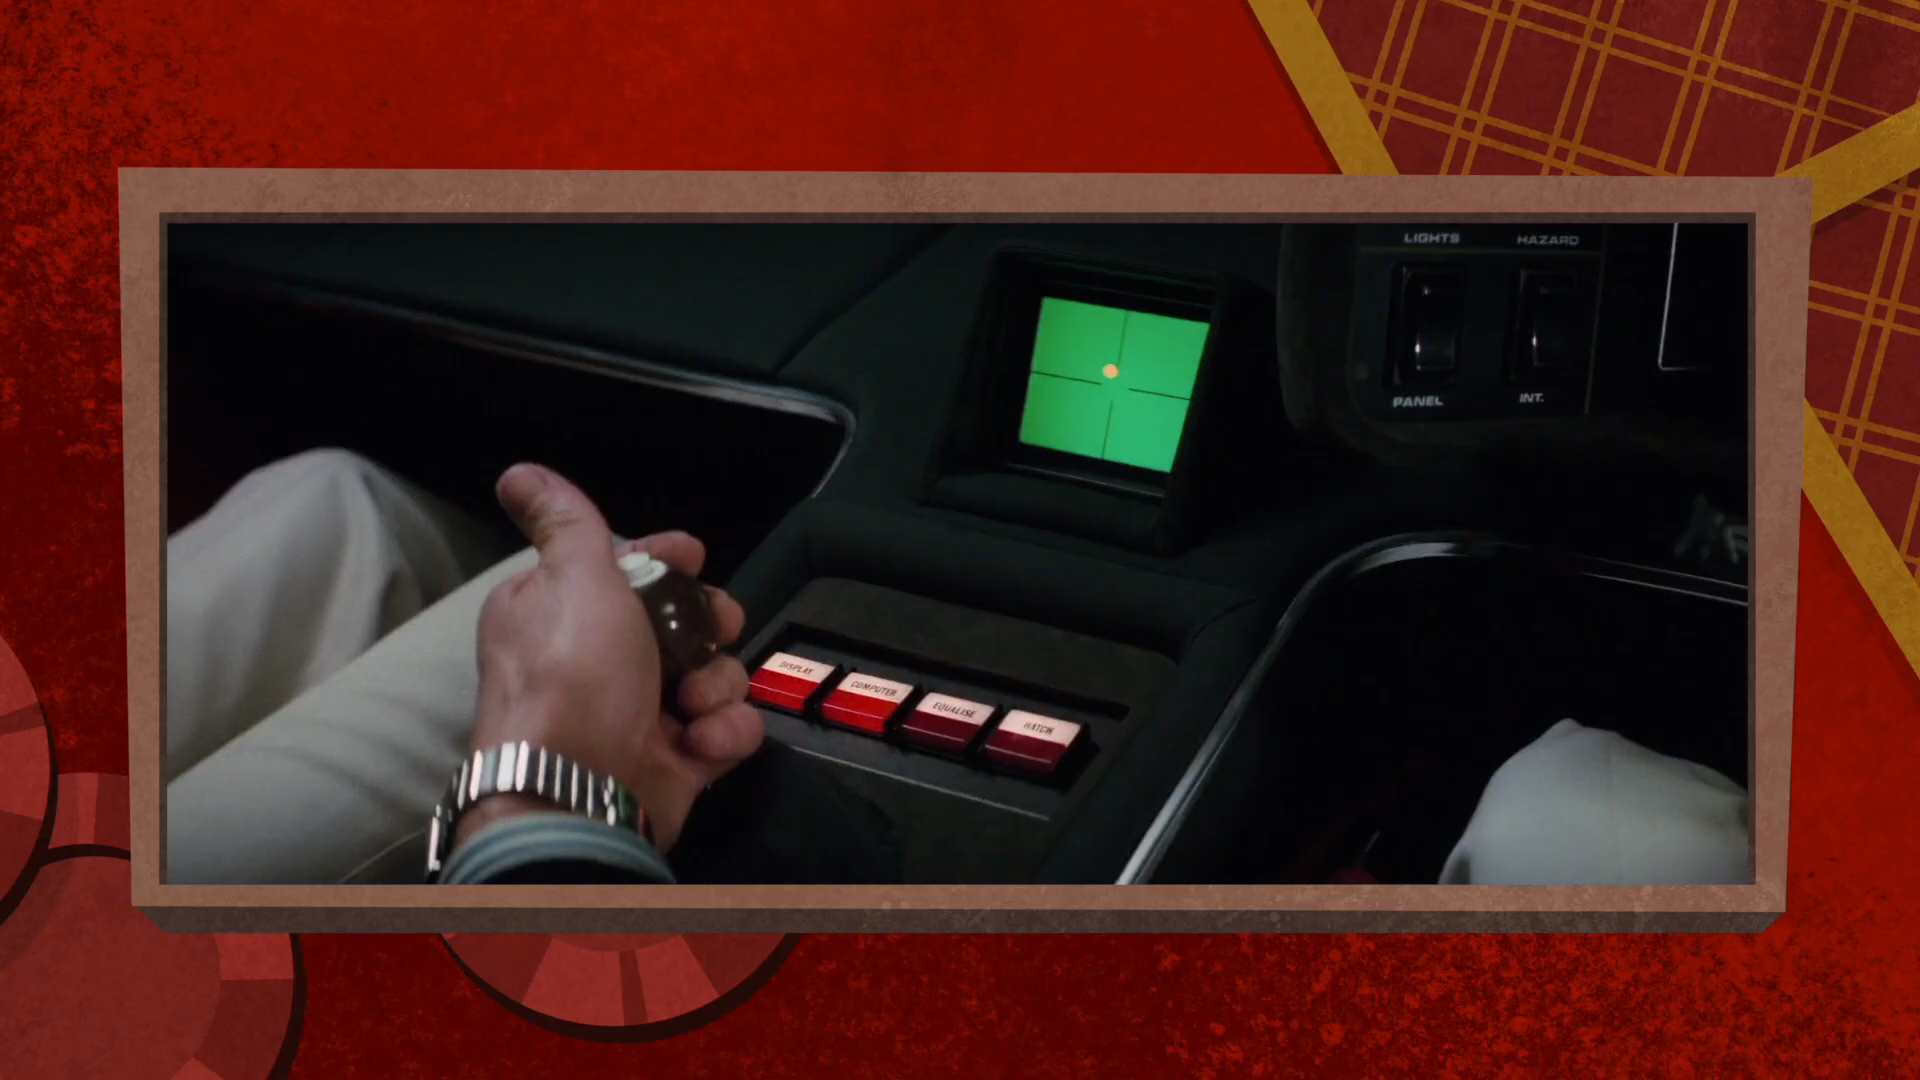 LIGHTS HAZARD
PANEL INT.
DISPLAY
COMPUTER
EQUALISE
HATCH